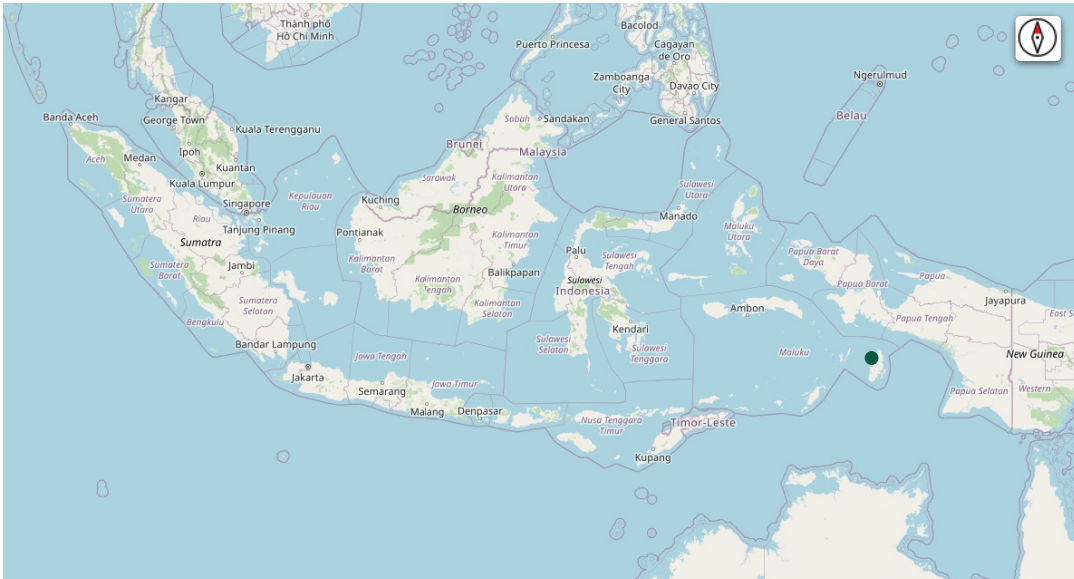 Thành phố
Hồ Chí Minh
Bacolod
Puerto Princesa
Cagayan
de Oro
Zamboanga
City
Davao City
General Santos
Ngerulmud
Belau
Kangar
Banda Aceh
George Town
Kuala Terengganu
Sabah
Sandakan
Brunei
Malaysia
Ipoh
Aceh
Medan
Kuantan
Kuala Lumpur
Sarawak
Kalimantan
Utara
Sulawesi
Utara
Sumatera
Utara
Kepulauan
Riau
Kuching
Singapore
Borneo
Riau
Manado
Tanjung Pinang
Pontianak
Maluku
Utara
Sumatra
Kalimantan
Timur
Palu
Papua Barat
Daya
Sulawesi
Tengah
Kalimantan
Barat
Sumatera
Barat
Jambi
Balikpapan
Papua
Kalimantan
Tengah
Sulawesi
Papua Barat
Indonesia
Sumatera
Selatan
Kalimantan
Selatan
Jayapura
Ambon
East S
Papua Tengah
Bengkulu
Kendari
Bandar Lampung
Sulawesi
Selatan
Sulawesi
Tenggara
Maluku
New Guinea
Jawa Tengah
Jakarta
Jawa Timur
Semarang
Papua Selatan
Western
Malang
Denpasar
Nusa Tenggara
Timur
Timor-Leste
Kupang